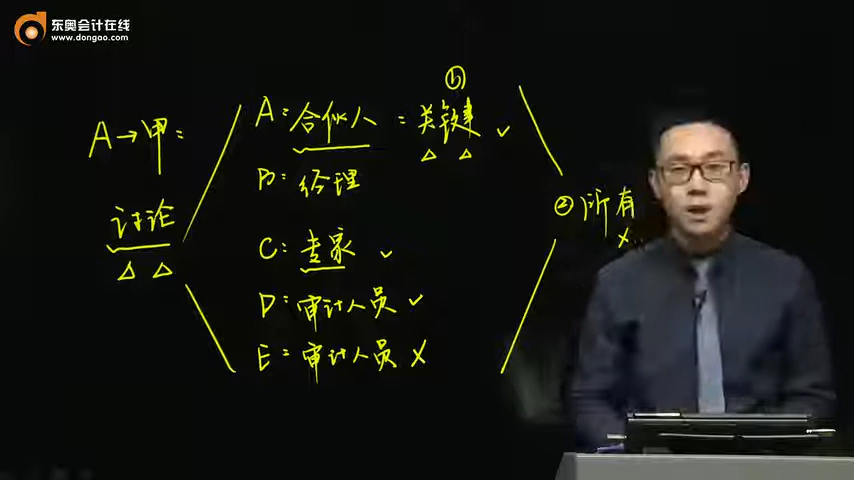 东奥会计在线
www.dongao.com
A→甲：
讨论
△ △
A：合伙人：关键 ✓
①
△ △
B：经理
C：专家 ✓
D：审计人员 ✓
E：审计人员 ✗
②所有
✗